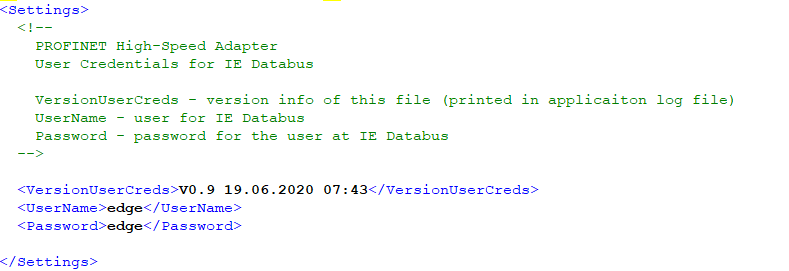 <Settings>
<!--
PROFINET High-Speed Adapter
User Credentials for IE Databus
VersionUserCreds - version info of this file (printed in applicaiton log file)
UserName - user for IE Databus
Password - password for the user at IE Databus
-->
<VersionUserCreds>V0.9 19.06.2020 07:43</VersionUserCreds>
<UserName>edge</UserName>
<Password>edge</Password>
</Settings>